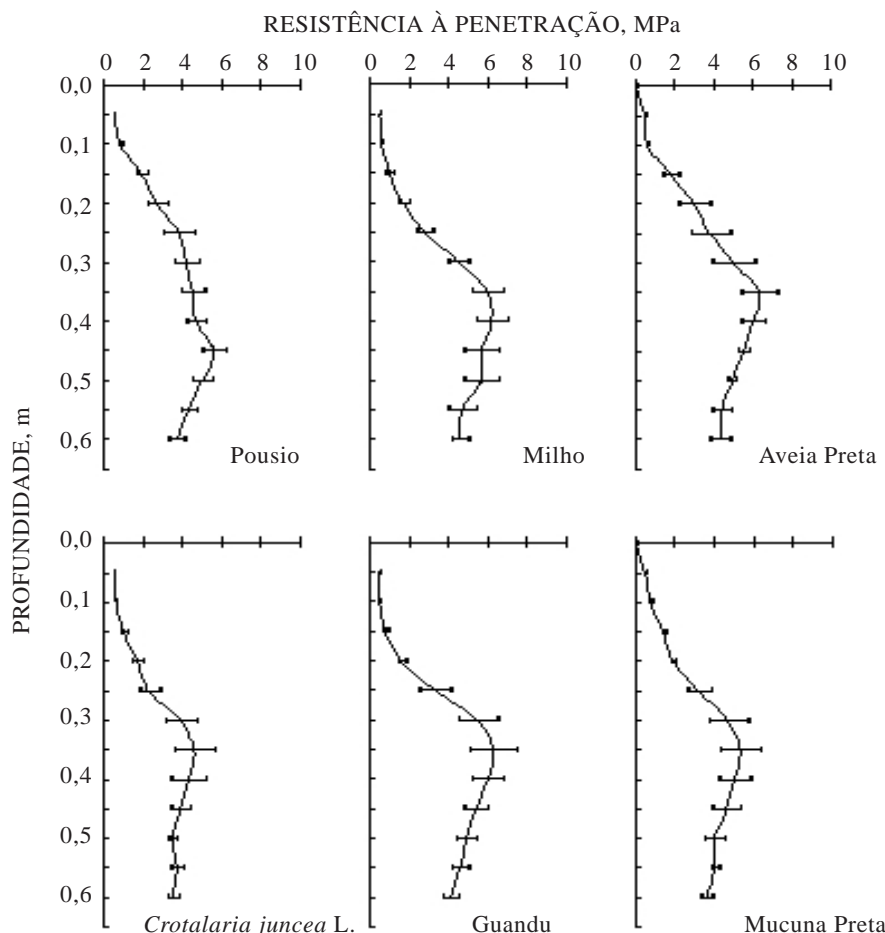 RESISTÊNCIA À PENETRAÇÃO, MPa
0 2 4 6 8 10 0 2 4 6 8 10 0 2 4 6 8 10
0,0
0,1
0,2
0,3
0,4
0,5
0,6
Pousio Milho Aveia Preta
PROFUNDIDADE, m
0,0
0,1
0,2
0,3
0,4
0,5
0,6
Crotalaria juncea L. Guandu Mucuna Preta